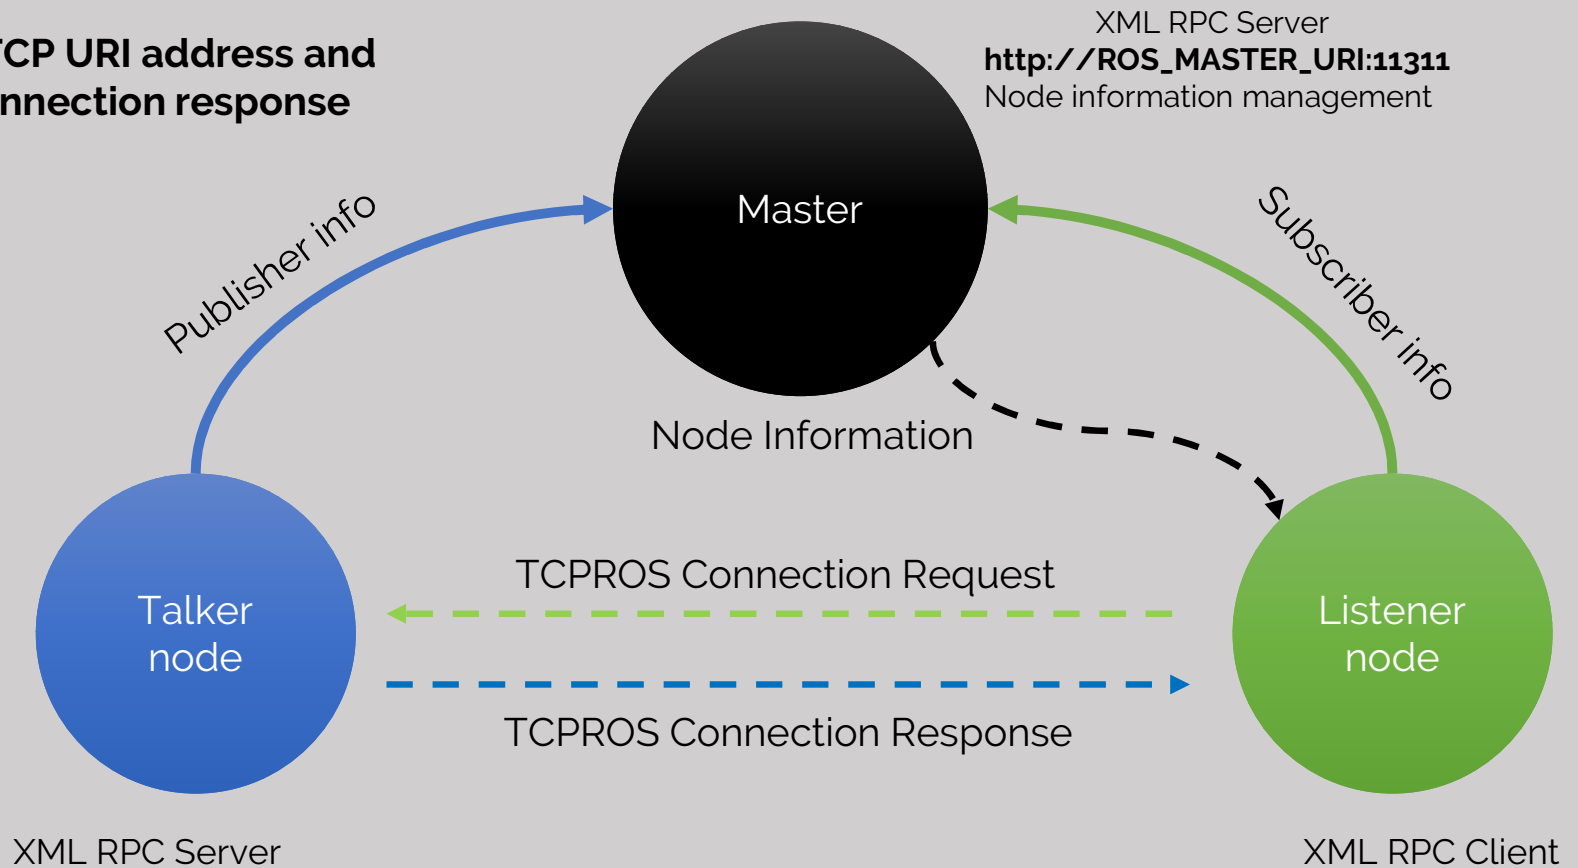 TCP URI address and
nnection response
XML RPC Server
http://ROS_MASTER_URI:11311
Node information management
Master
Publisher info
Subscriber info
Node Information
TCPROS Connection Request
Talker
node
Listener
node
TCPROS Connection Response
XML RPC Server
XML RPC Client